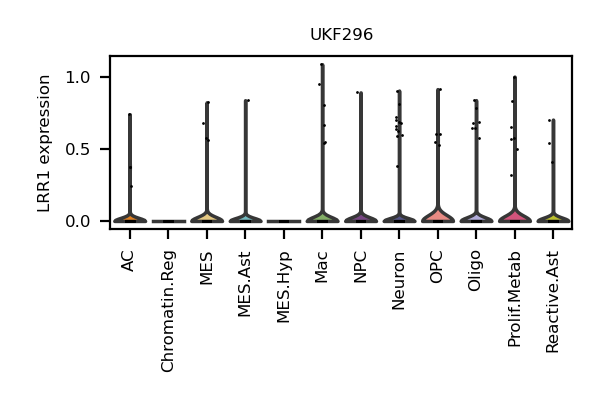 UKF296
LRR1 expression
1.0
0.5
0.0
AC
Chromatin.Reg
MES
MES.Ast
MES.Hyp
Mac
NPC
Neuron
OPC
Oligo
Prolif.Metab
Reactive.Ast